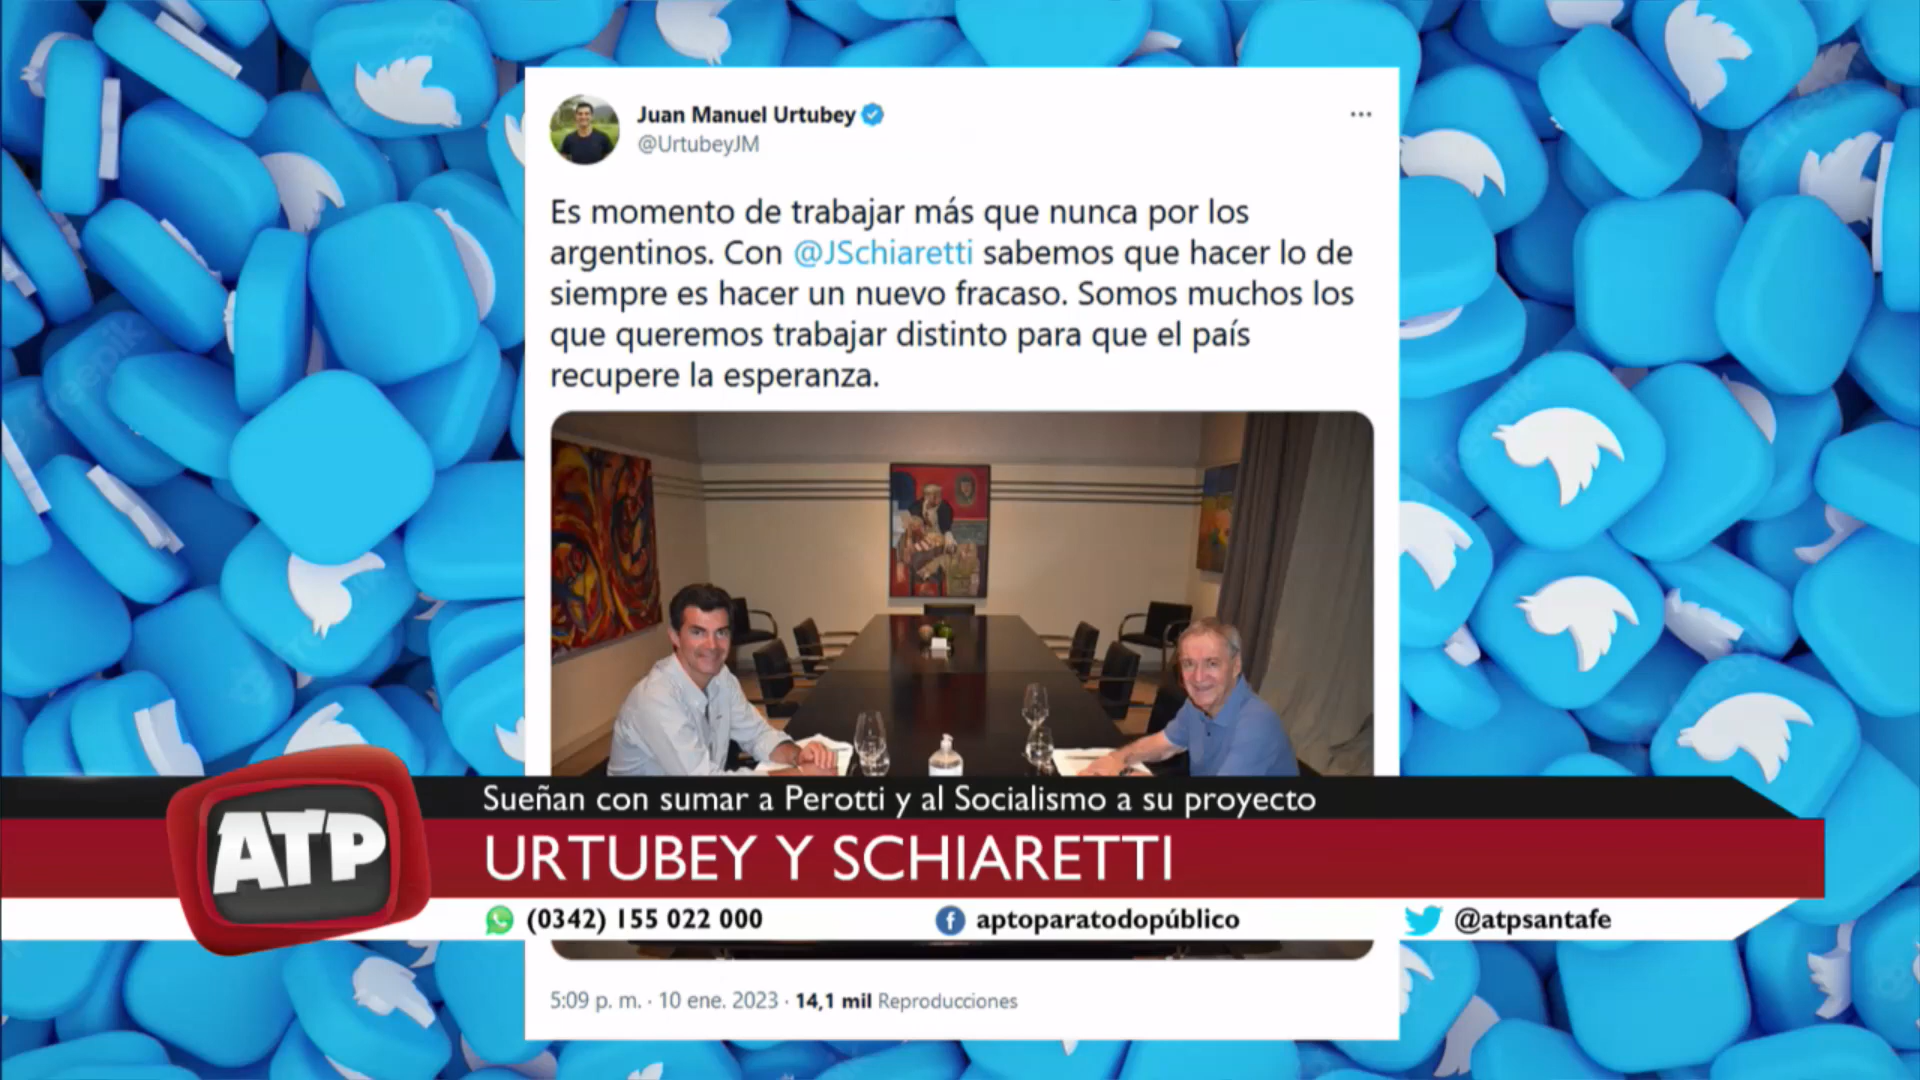 Juan Manuel Urtubey
@UrtubeyJM
Es momento de trabajar más que nunca por los
argentinos. Con @JSchiaretti sabemos que hacer lo de
siempre es hacer un nuevo fracaso. Somos muchos los
que queremos trabajar distinto para que el país
recupere la esperanza.
Sueñan con sumar a Perotti y al Socialismo a su proyecto
ATP
URTUBEY Y SCHIARETTI
(0342) 155 022 000
aptoparatodopúblico
@atpsantafe
5:09 p. m. · 10 ene. 2023 · 14,1 mil Reproducciones